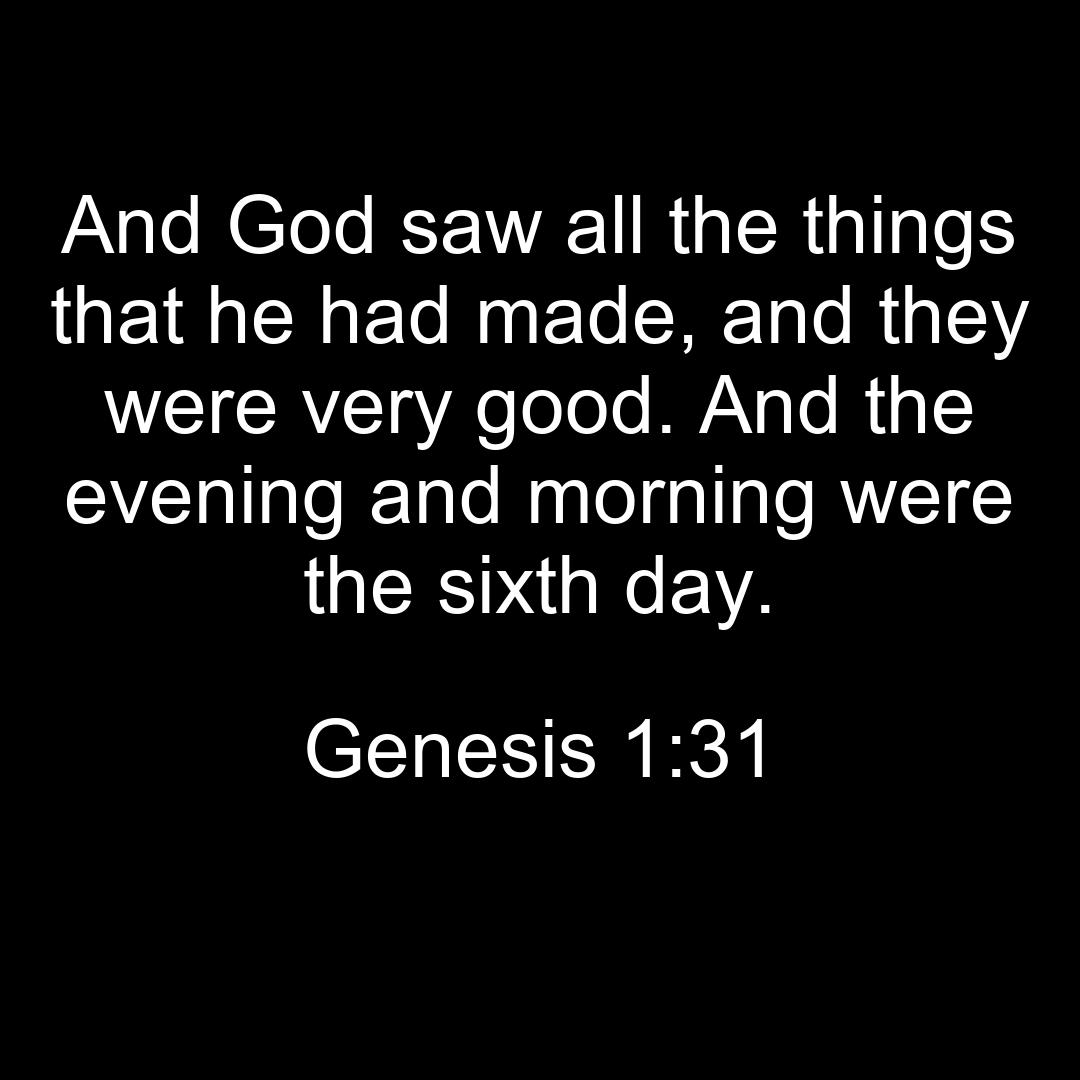 And God saw all the things
that he had made, and they
were very good. And the
evening and morning were
the sixth day.
Genesis 1:31